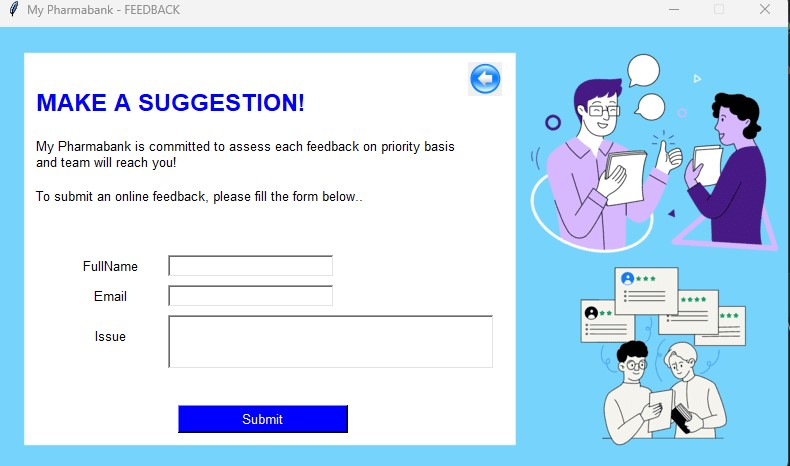 My Pharmabank - FEEDBACK
MAKE A SUGGESTION!
My Pharmabank is committed to assess each feedback on priority basis
and team will reach you!
To submit an online feedback, please fill the form below..
FullName
Email
Issue
Submit